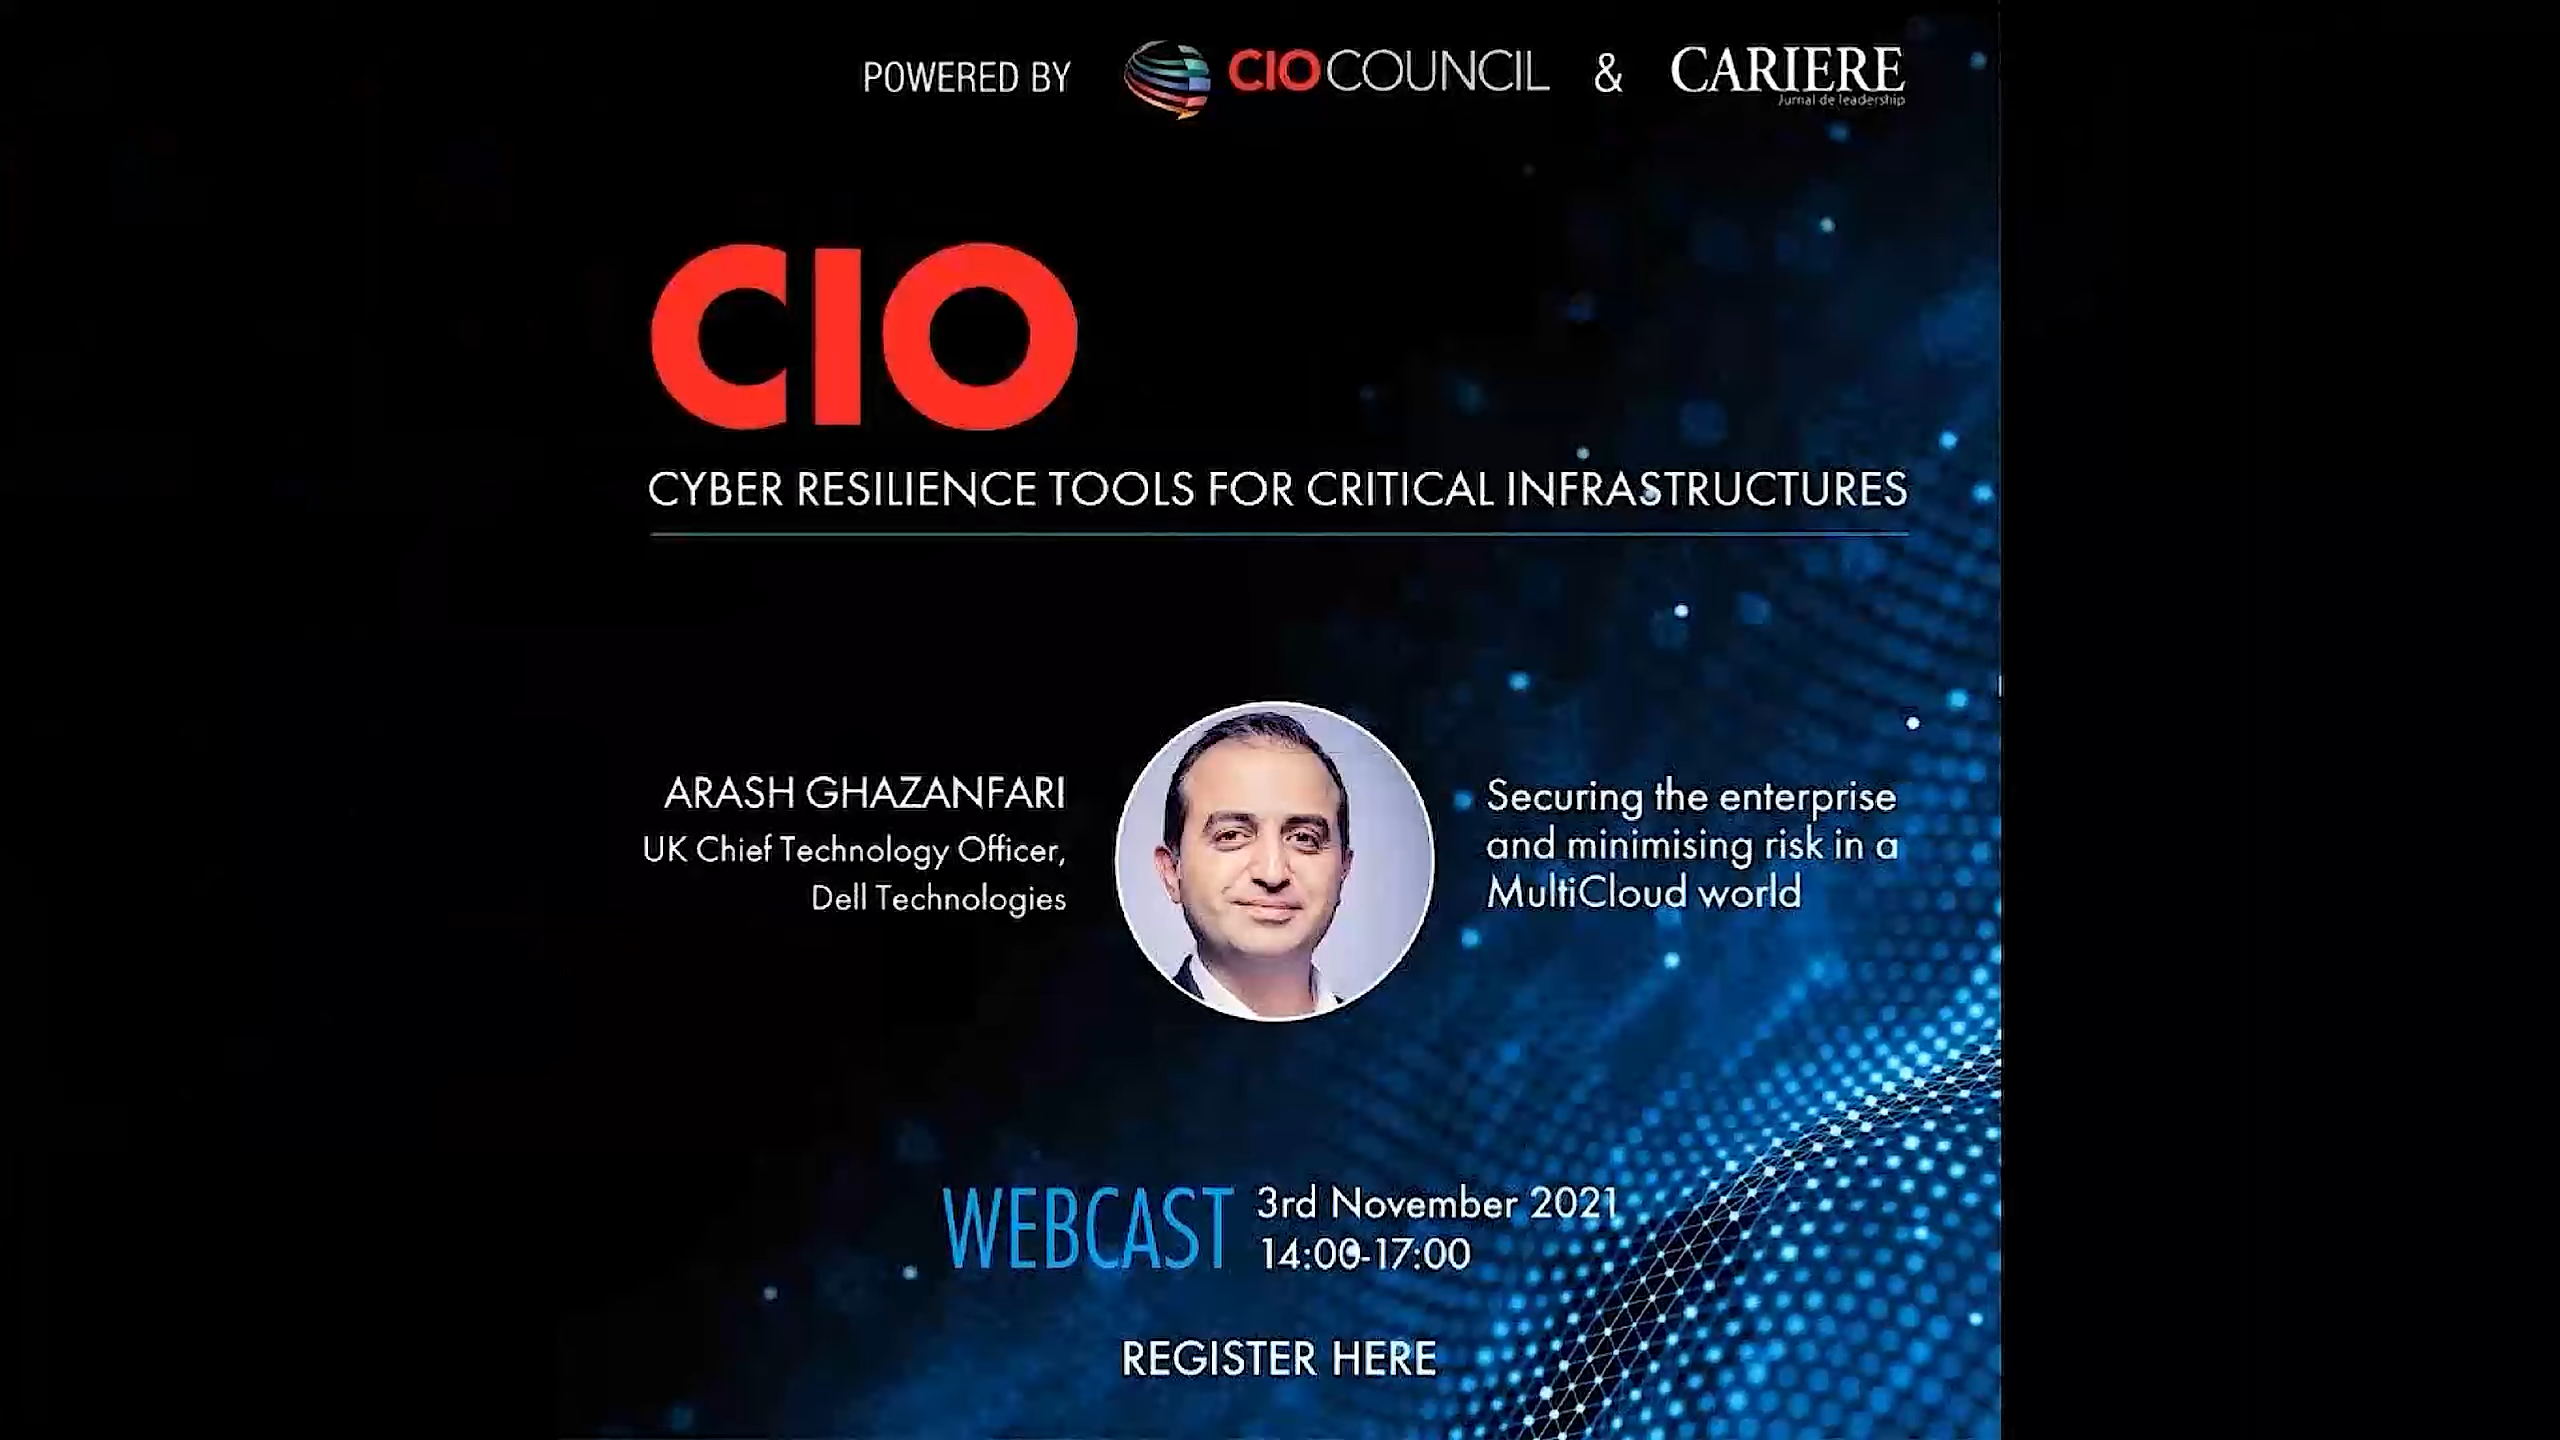 POWERED BY CIO COUNCIL & CARIERE
Jurnal de leadership
CIO
CYBER RESILIENCE TOOLS FOR CRITICAL INFRASTRUCTURES
ARASH GHAZANFARI
UK Chief Technology Officer,
Dell Technologies
Securing the enterprise
and minimising risk in a
MultiCloud world
WEBCAST
3rd November 2021
14:00-17:00
REGISTER HERE